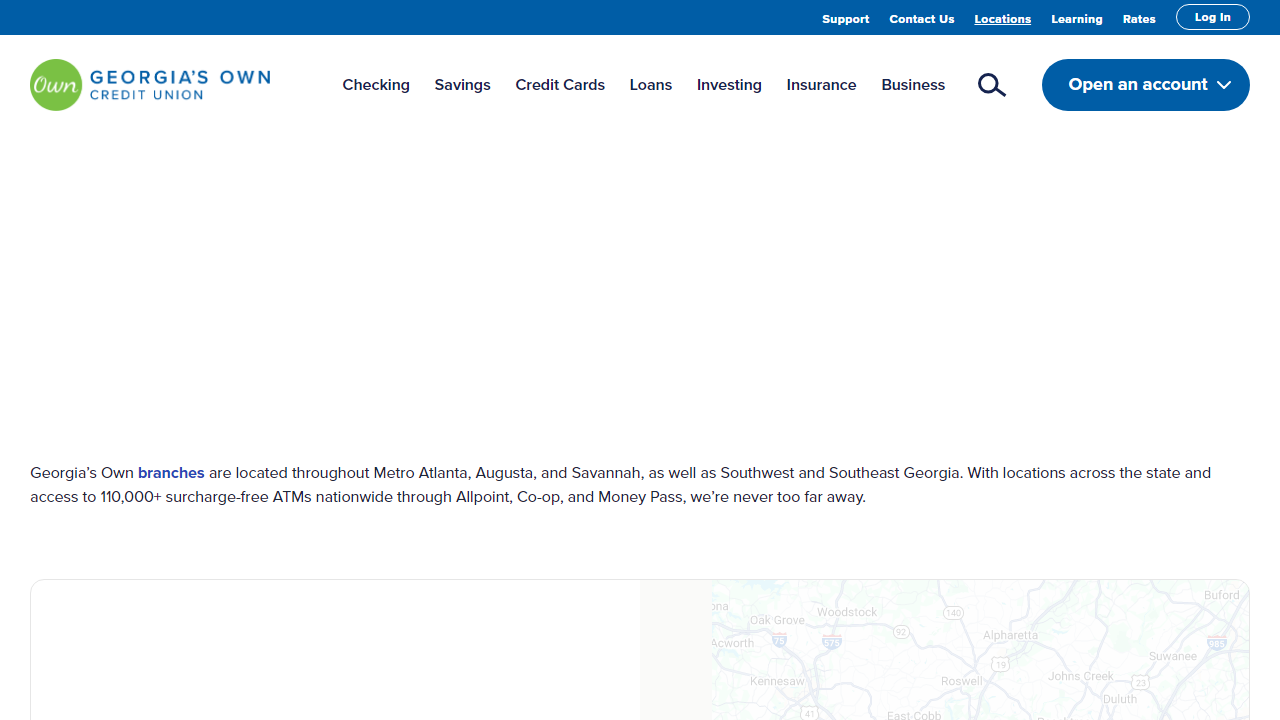 Support Contact Us Locations Learning Rates Log In
Own GEORGIA'S OWN
CREDIT UNION
Checking Savings Credit Cards Loans Investing Insurance Business Open an account
Georgia’s Own branches are located throughout Metro Atlanta, Augusta, and Savannah, as well as Southwest and Southeast Georgia. With locations across the state and
access to 110,000+ surcharge-free ATMs nationwide through Allpoint, Co-op, and Money Pass, we’re never too far away.
Buford
Oak Grove Woodstock 140
Acworth 75 575 92 Alpharetta 985
Suwanee
19
Kennesaw Roswell Johns Creek 23
Duluth
41 East-Cobb